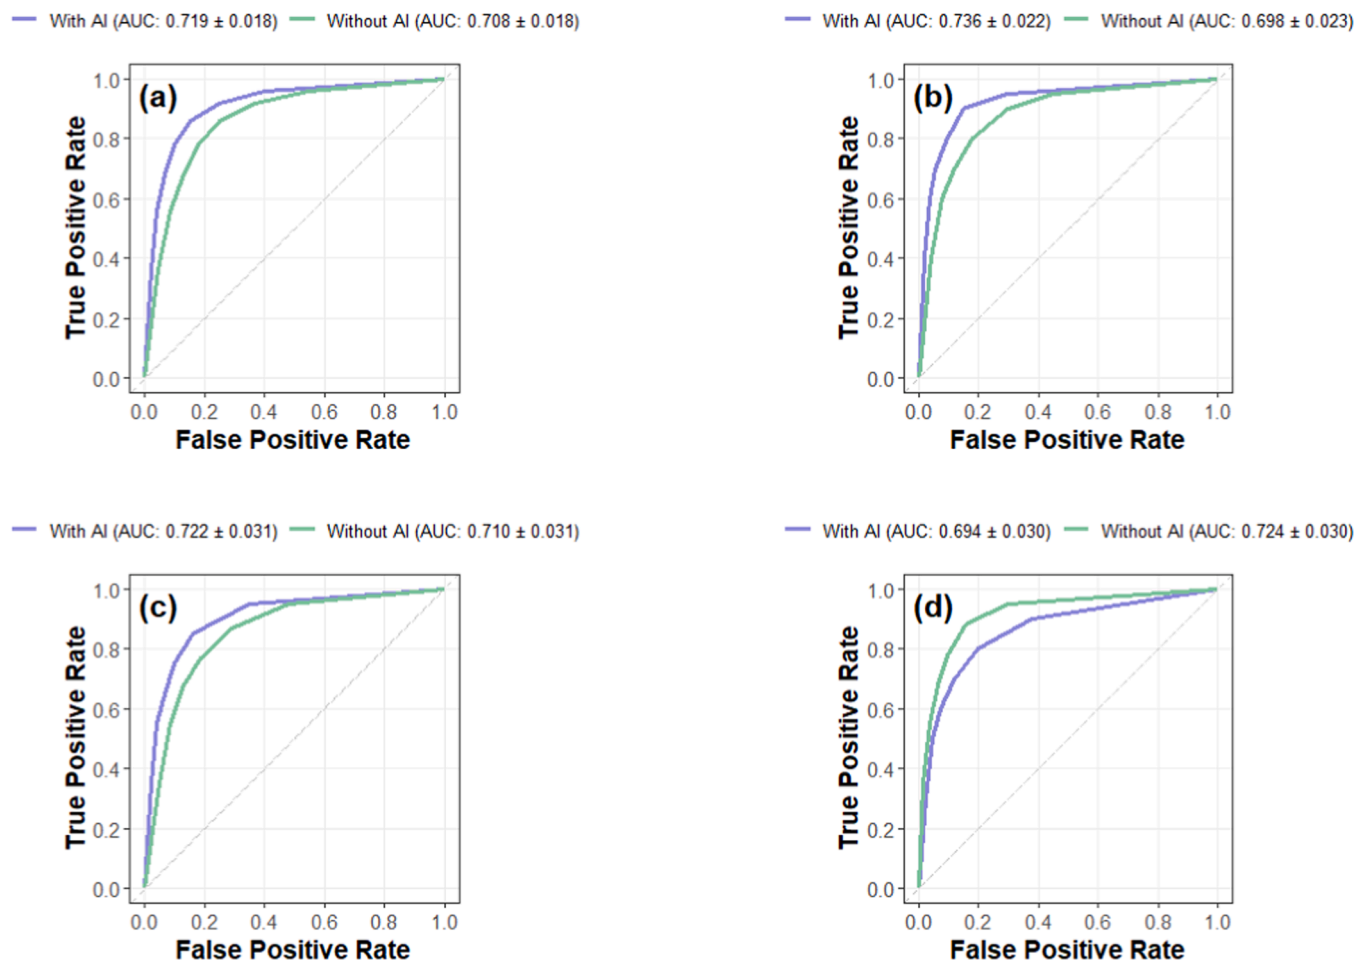 With AI (AUC: 0.719 ± 0.018) Without AI (AUC: 0.708 ± 0.018)
(a)
True Positive Rate
1.0
0.8
0.6
0.4
0.2
0.0
0.0 0.2 0.4 0.6 0.8 1.0
False Positive Rate
With AI (AUC: 0.736 ± 0.022) Without AI (AUC: 0.698 ± 0.023)
(b)
True Positive Rate
1.0
0.8
0.6
0.4
0.2
0.0
0.0 0.2 0.4 0.6 0.8 1.0
False Positive Rate
With AI (AUC: 0.722 ± 0.031) Without AI (AUC: 0.710 ± 0.031)
(c)
True Positive Rate
1.0
0.8
0.6
0.4
0.2
0.0
0.0 0.2 0.4 0.6 0.8 1.0
False Positive Rate
With AI (AUC: 0.694 ± 0.030) Without AI (AUC: 0.724 ± 0.030)
(d)
True Positive Rate
1.0
0.8
0.6
0.4
0.2
0.0
0.0 0.2 0.4 0.6 0.8 1.0
False Positive Rate